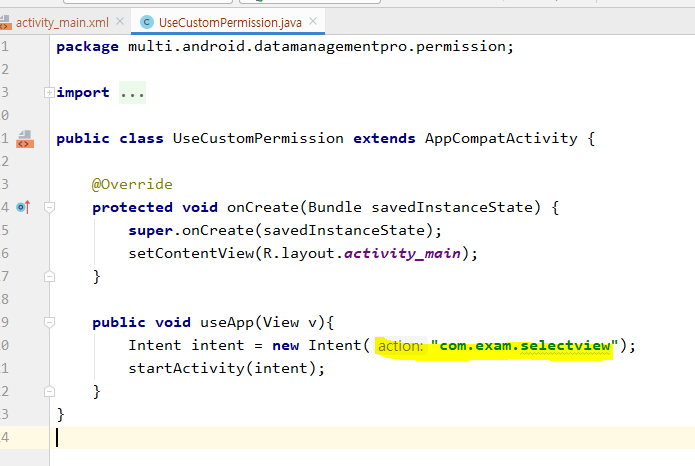 activity_main.xml UseCustomPermission.java
1 package multi.android.datamanagementpro.permission;
2
3 import ...
0
1 public class UseCustomPermission extends AppCompatActivity {
2
3 @Override
4 protected void onCreate(Bundle savedInstanceState) {
5 super.onCreate(savedInstanceState);
6 setContentView(R.layout.activity_main);
7 }
8
9 public void useApp(View v){
0 Intent intent = new Intent( action: "com.exam.selectview");
1 startActivity(intent);
2 }
3 }
4